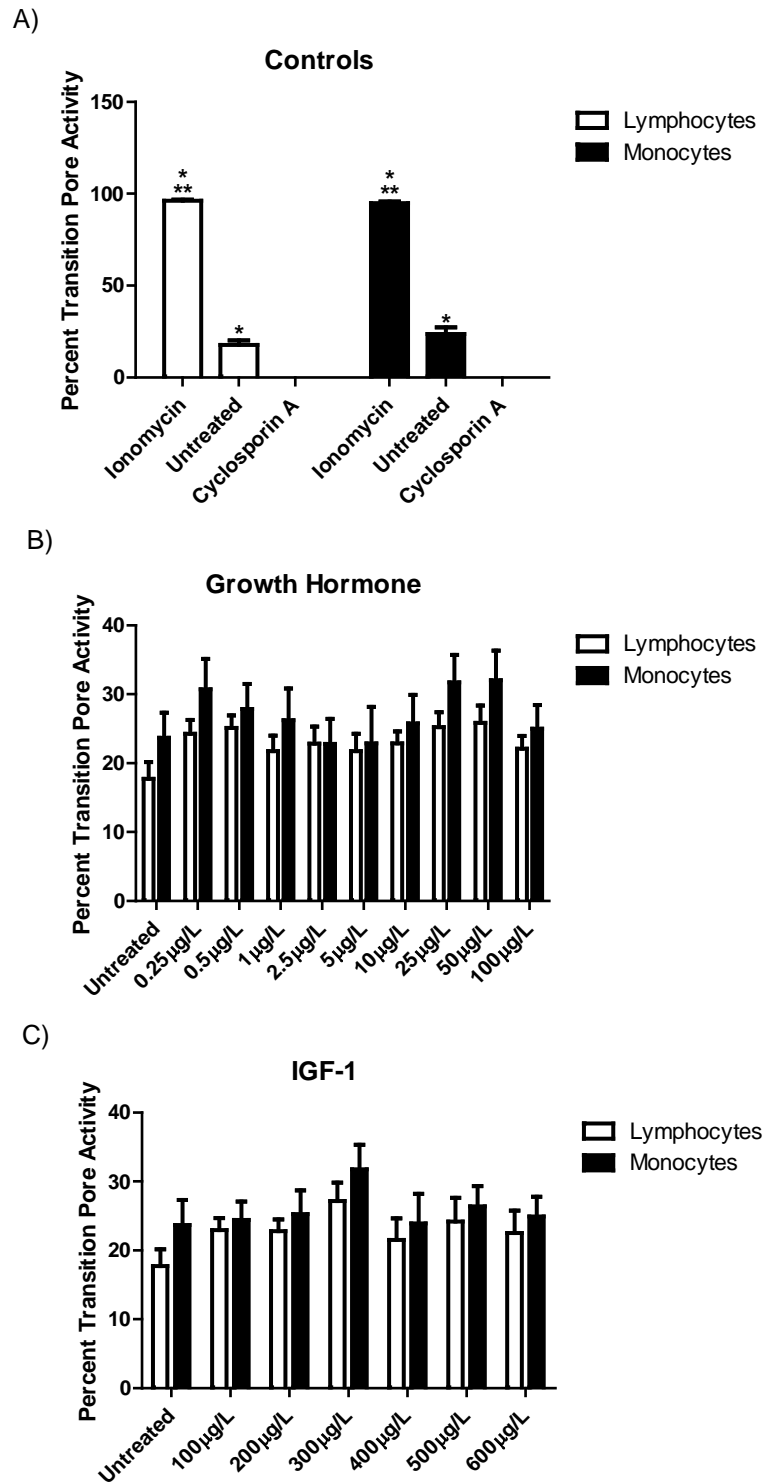 A)
Controls
Percent Transition Pore Activity
150
100
50
0
*
**
*
*
**
*
Ionomycin
Untreated
Cyclosporin A
Ionomycin
Untreated
Cyclosporin A
Lymphocytes
Monocytes
B)
Growth Hormone
Percent Transition Pore Activity
40
30
20
10
0
Untreated
0.25µg/L
0.5µg/L
1µg/L
2.5µg/L
5µg/L
10µg/L
25µg/L
50µg/L
100µg/L
Lymphocytes
Monocytes
C)
IGF-1
Percent Transition Pore Activity
40
30
20
10
0
Untreated
100µg/L
200µg/L
300µg/L
400µg/L
500µg/L
600µg/L
Lymphocytes
Monocytes